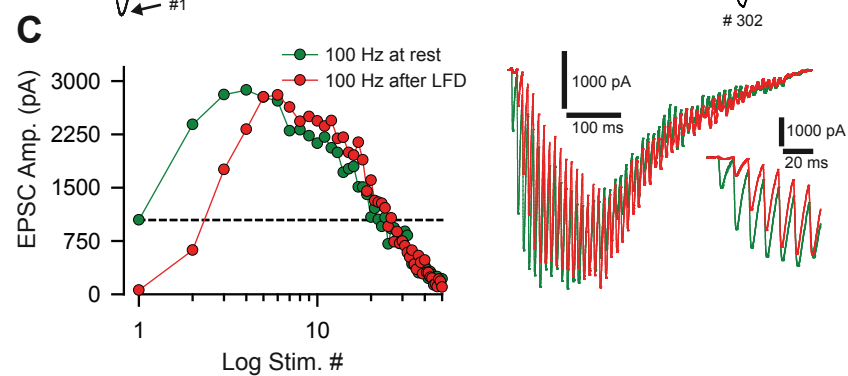 #1
# 302
C
100 Hz at rest
100 Hz after LFD
EPSC Amp. (pA)
3000
2250
1500
750
0
1
10
Log Stim. #
1000 pA
100 ms
1000 pA
20 ms